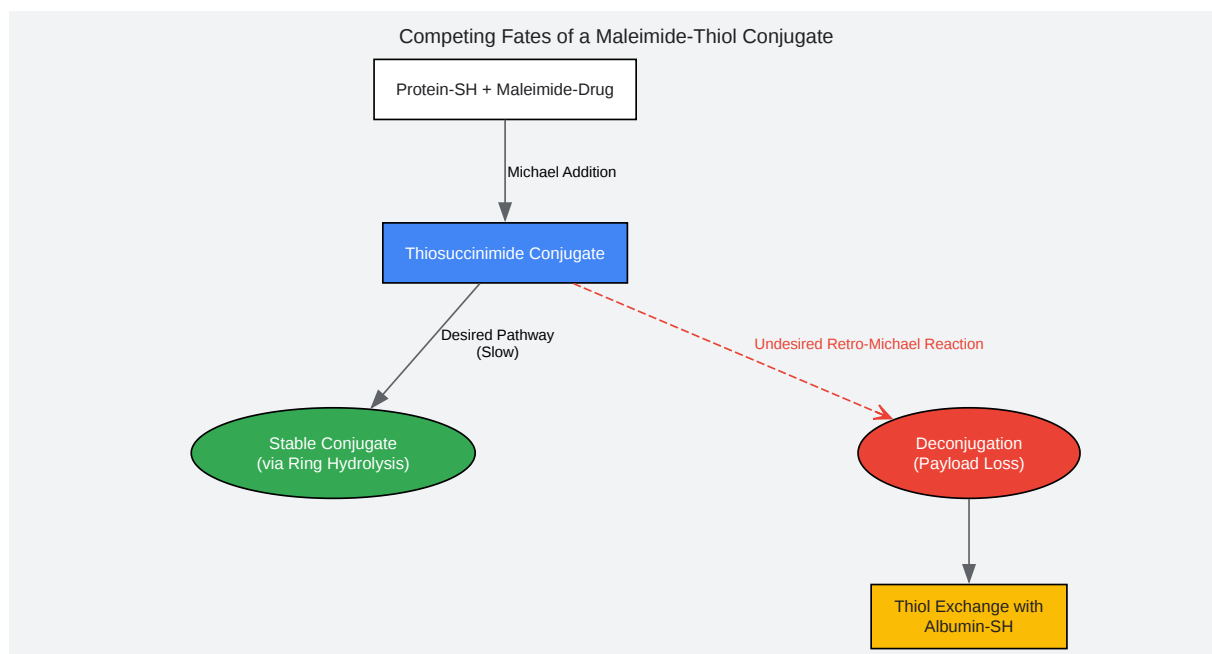 Competing Fates of a Maleimide-Thiol Conjugate
Protein-SH + Maleimide-Drug
Michael Addition
Thiosuccinimide Conjugate
Desired Pathway
(Slow)
Undesired Retro-Michael Reaction
Stable Conjugate
(via Ring Hydrolysis)
Deconjugation
(Payload Loss)
Thiol Exchange with
Albumin-SH